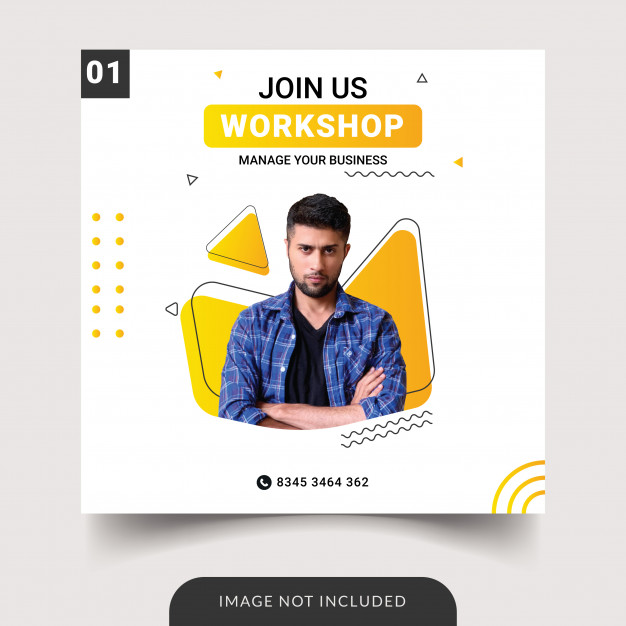 01
JOIN US
WORKSHOP
MANAGE YOUR BUSINESS
8345 3464 362
IMAGE NOT INCLUDED